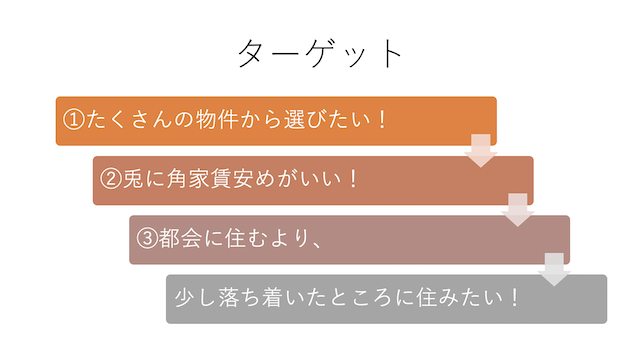 ターゲット
①たくさんの物件から選びたい！
②兎に角家賃安めがいい！
③都会に住むより、
少し落ち着いたところに住みたい！